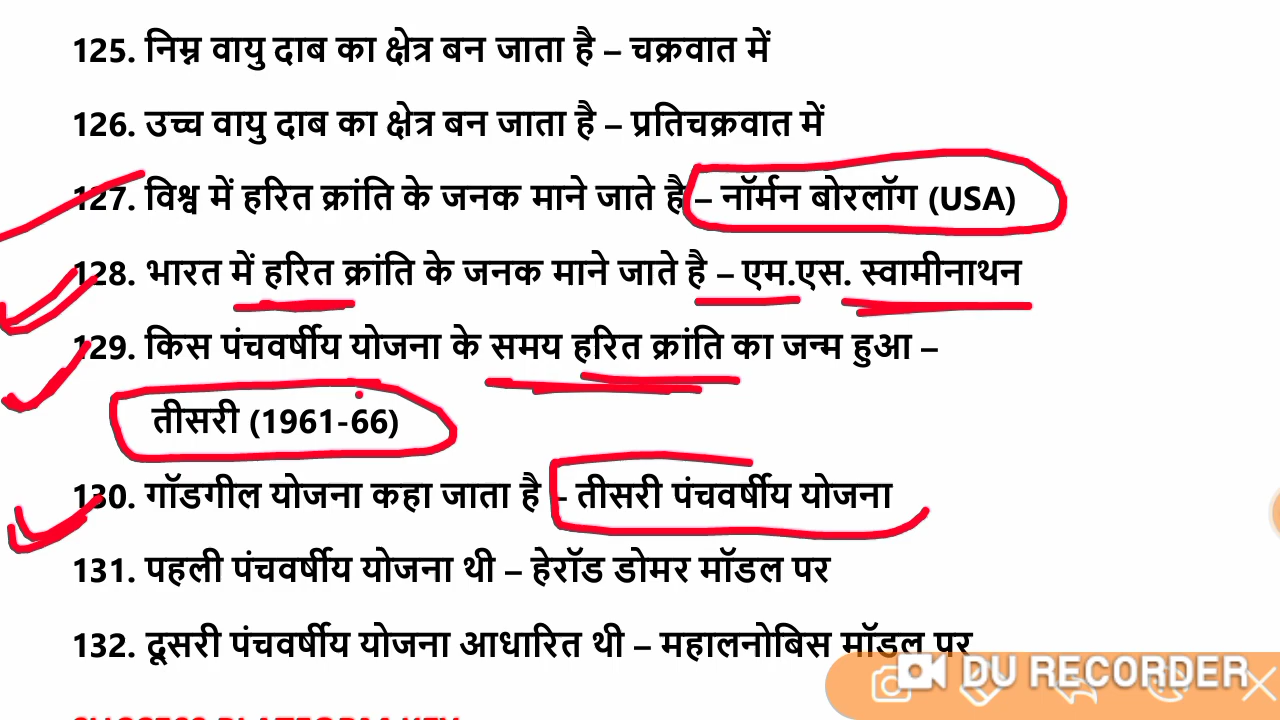 125. निम्न वायु दाब का क्षेत्र बन जाता है – चक्रवात में
126. उच्च वायु दाब का क्षेत्र बन जाता है – प्रतिचक्रवात में
127. विश्व में हरित क्रांति के जनक माने जाते है – नॉर्मन बोरलॉग (USA)
128. भारत में हरित क्रांति के जनक माने जाते है – एम.एस. स्वामीनाथन
129. किस पंचवर्षीय योजना के समय हरित क्रांति का जन्म हुआ –
तीसरी (1961-66)
130. गॉडगील योजना कहा जाता है – तीसरी पंचवर्षीय योजना
131. पहली पंचवर्षीय योजना थी – हेरॉड डोमर मॉडल पर
132. दूसरी पंचवर्षीय योजना आधारित थी – महालनोबिस मॉडल पर
DU RECORDER